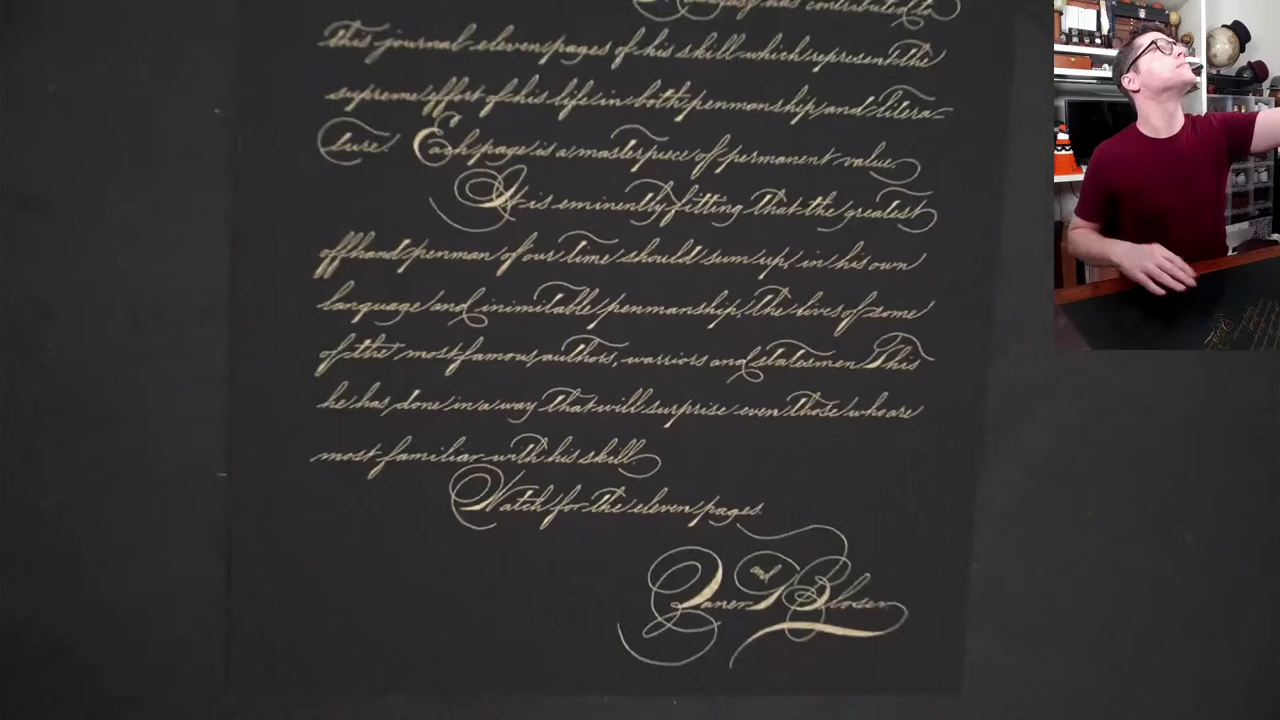 has contributed to
this journal eleven pages of his skill which represent the
supreme effort of his life in both penmanship and litera-
ture. Each page is a masterpiece of permanent value.
It is eminently fitting that the greatest
offhand penman of our time should sum up, in his own
language and inimitable penmanship, the lives of some
of the most famous authors, warriors and statesmen. This
he has done in a way that will surprise even those who are
most familiar with his skill.
Watch for the eleven pages.
Zaner and Bloser.